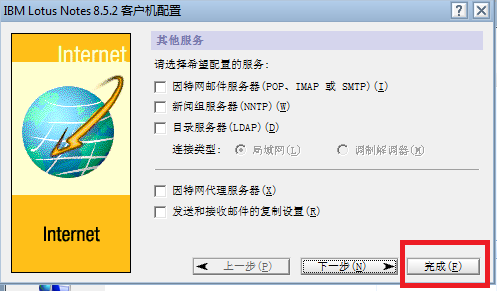 IBM Lotus Notes 8.5.2 客户机配置
Internet
其他服务
请选择希望配置的服务:
因特网邮件服务器(POP、IMAP 或 SMTP)(I)
新闻组服务器(NNTP)(W)
目录服务器(LDAP)(D)
连接类型: 局域网(L) 调制解调器(M)
因特网代理服务器(X)
发送和接收邮件的复制设置(R)
Internet
上一步(P) 下一步(N) 完成(F)